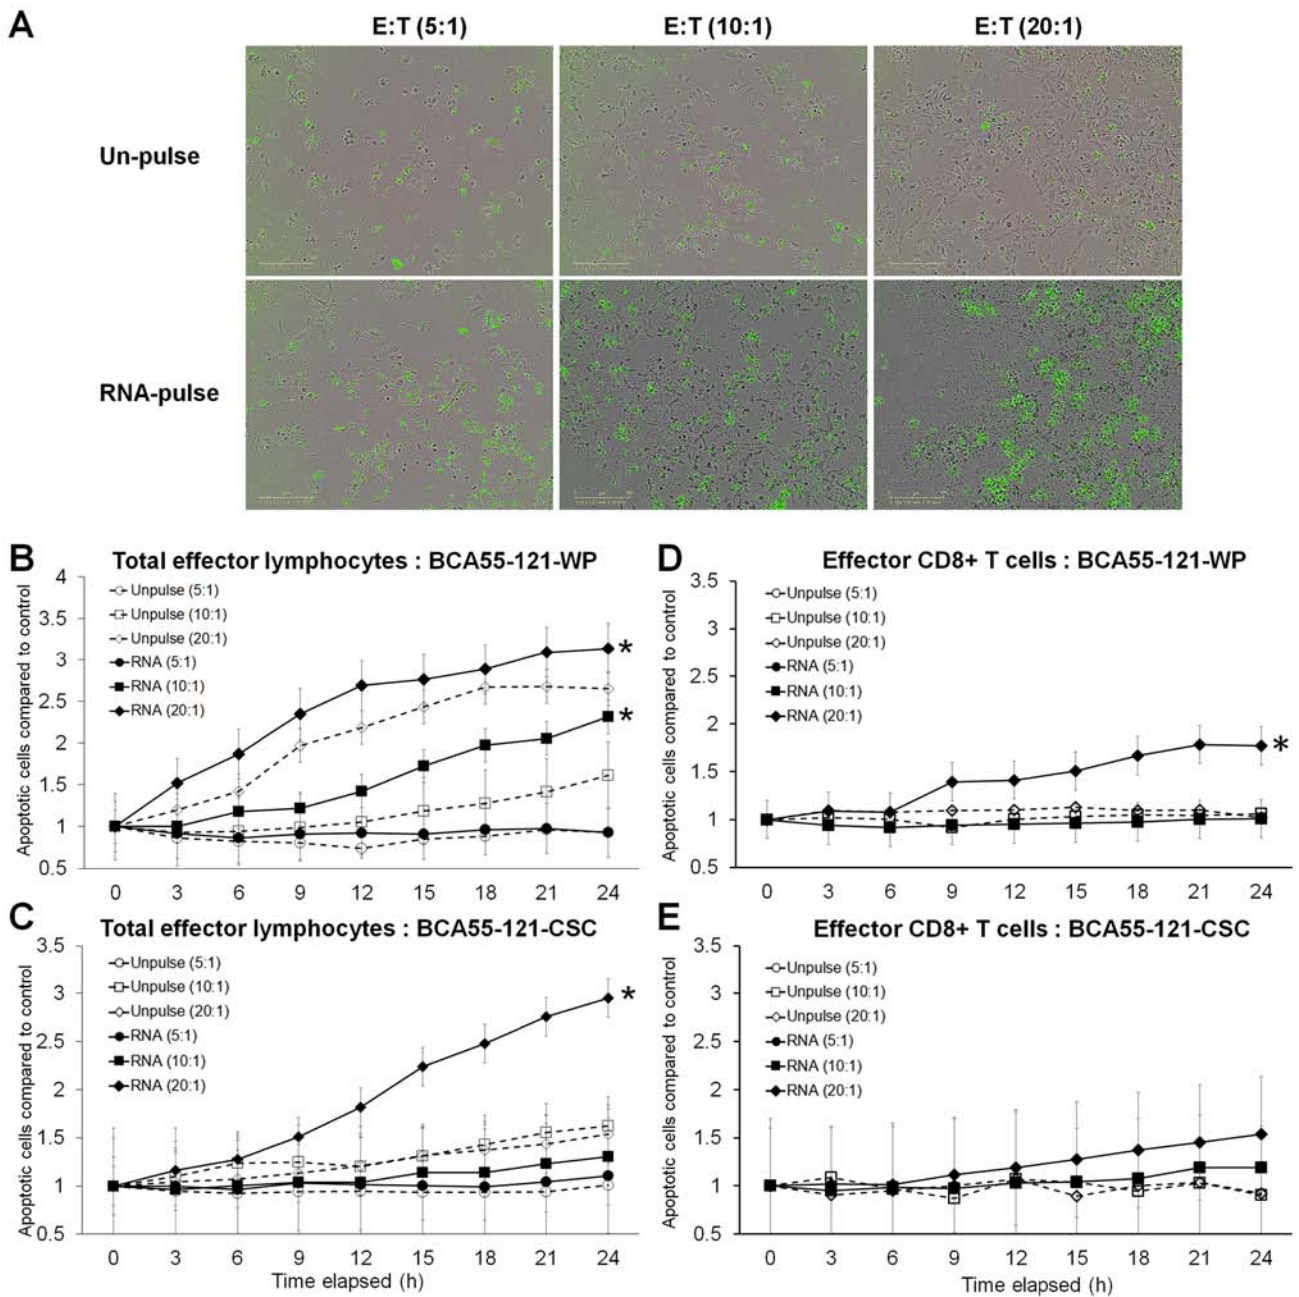 A
E:T (5:1)
E:T (10:1)
E:T (20:1)
Un-pulse
RNA-pulse
B
Total effector lymphocytes : BCA55-121-WP
Apoptotic cells compared to control
4
3.5
3
2.5
2
1.5
1
0.5
Unpulse (5:1)
Unpulse (10:1)
Unpulse (20:1)
RNA (5:1)
RNA (10:1)
RNA (20:1)
*
*
0 3 6 9 12 15 18 21 24
D
Effector CD8+ T cells : BCA55-121-WP
Apoptotic cells compared to control
3.5
3
2.5
2
1.5
1
0.5
Unpulse (5:1)
Unpulse (10:1)
Unpulse (20:1)
RNA (5:1)
RNA (10:1)
RNA (20:1)
*
0 3 6 9 12 15 18 21 24
C
Total effector lymphocytes : BCA55-121-CSC
Apoptotic cells compared to control
3.5
3
2.5
2
1.5
1
0.5
Unpulse (5:1)
Unpulse (10:1)
Unpulse (20:1)
RNA (5:1)
RNA (10:1)
RNA (20:1)
*
0 3 6 9 12 15 18 21 24
Time elapsed (h)
E
Effector CD8+ T cells : BCA55-121-CSC
Apoptotic cells compared to control
3.5
3
2.5
2
1.5
1
0.5
Unpulse (5:1)
Unpulse (10:1)
Unpulse (20:1)
RNA (5:1)
RNA (10:1)
RNA (20:1)
0 3 6 9 12 15 18 21 24
Time elapsed (h)